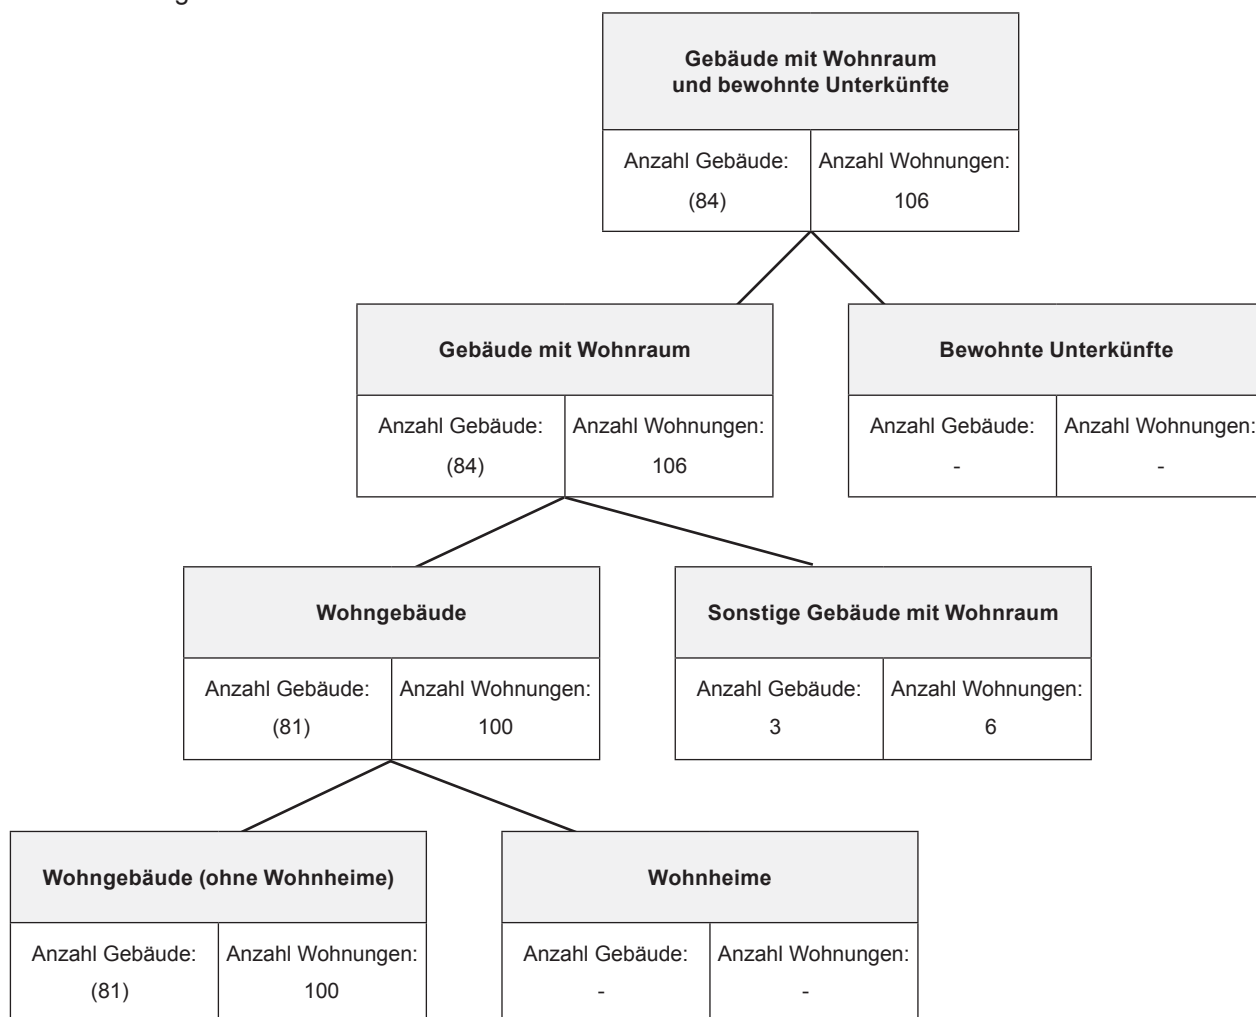 Gebäude mit Wohnraum
und bewohnte Unterkünfte
Anzahl Gebäude: Anzahl Wohnungen:
(84) 106
Gebäude mit Wohnraum Bewohnte Unterkünfte
Anzahl Gebäude: Anzahl Wohnungen: Anzahl Gebäude: Anzahl Wohnungen:
(84) 106 - -
Wohngebäude Sonstige Gebäude mit Wohnraum
Anzahl Gebäude: Anzahl Wohnungen: Anzahl Gebäude: Anzahl Wohnungen:
(81) 100 3 6
Wohngebäude (ohne Wohnheime) Wohnheime
Anzahl Gebäude: Anzahl Wohnungen: Anzahl Gebäude: Anzahl Wohnungen:
(81) 100 - -